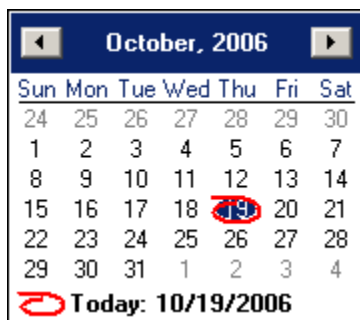 October, 2006
Sun Mon Tue Wed Thu Fri Sat
24 25 26 27 28 29 30
1 2 3 4 5 6 7
8 9 10 11 12 13 14
15 16 17 18 19 20 21
22 23 24 25 26 27 28
29 30 31 1 2 3 4
Today: 10/19/2006